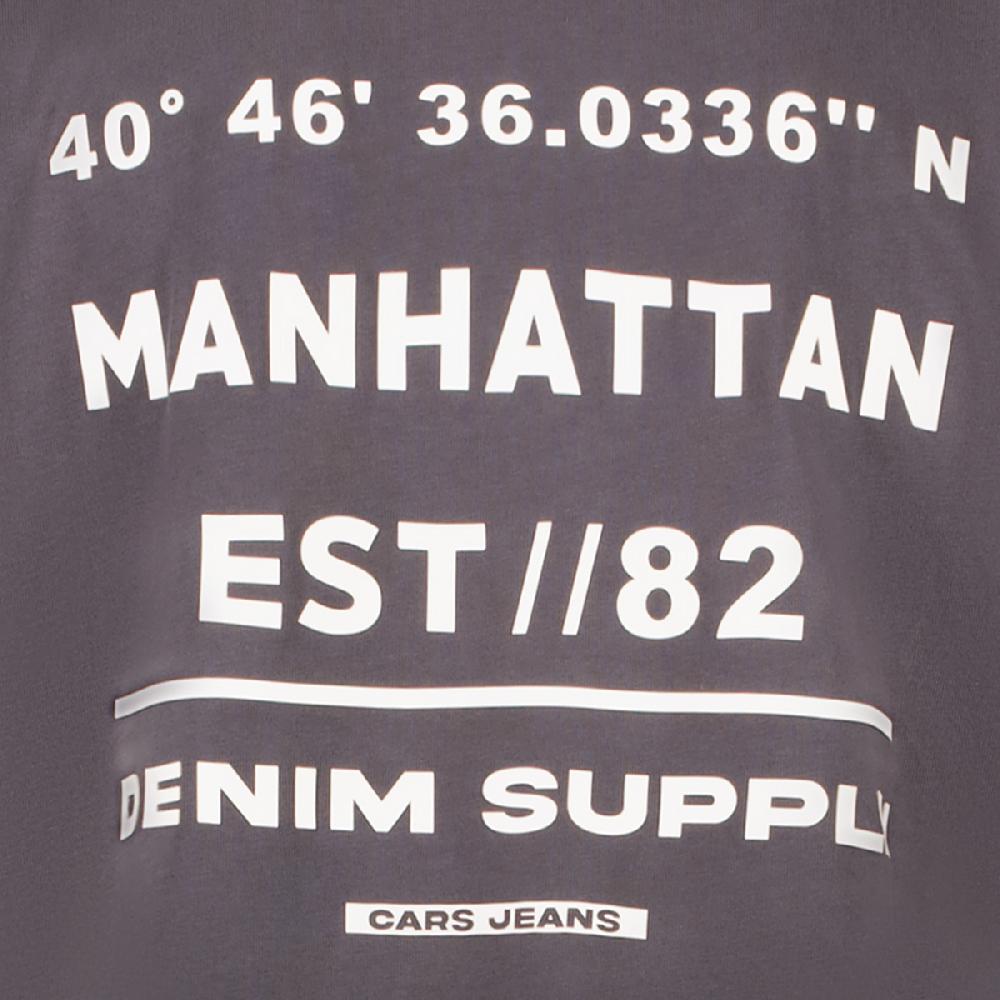 40° 46' 36.0336'' N
MANHATTAN
EST//82
DENIM SUPPLY
CARS JEANS